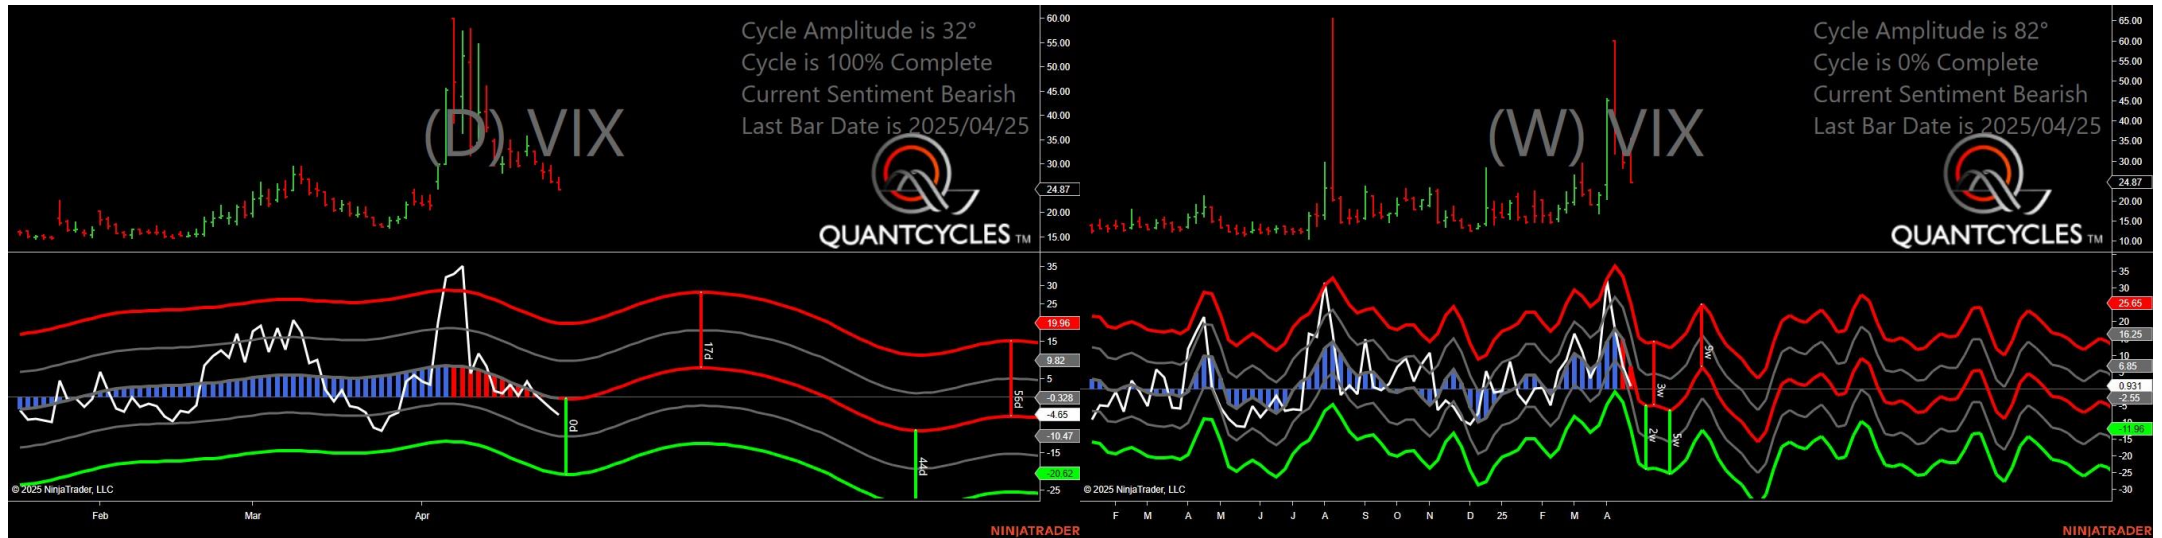 Cycle Amplitude is 32°
Cycle is 100% Complete
Current Sentiment Bearish
Last Bar Date is 2025/04/25
(D) VIX
QUANTCYCLES TM
60.00
55.00
50.00
45.00
40.00
35.00
30.00
24.87
20.00
15.00
35
30
25
19.96
15
9.82
5
-0.328
-4.65
-10.47
-15
-20.62
-25
0d
17d
44d
56d
© 2025 NinjaTrader, LLC
Feb
Mar
Apr
NINJATRADER
Cycle Amplitude is 82°
Cycle is 0% Complete
Current Sentiment Bearish
Last Bar Date is 2025/04/25
(W) VIX
QUANTCYCLES TM
65.00
60.00
55.00
50.00
45.00
40.00
35.00
30.00
24.87
20.00
15.00
10.00
35
30
25.65
16.25
10
6.85
0.931
-2.55
-5
-11.96
-15
-20
-25
-30
3w
9w
2w
5w
© 2025 NinjaTrader, LLC
F
M
A
M
J
J
A
S
O
N
D
25
F
M
A
NINJATRADER